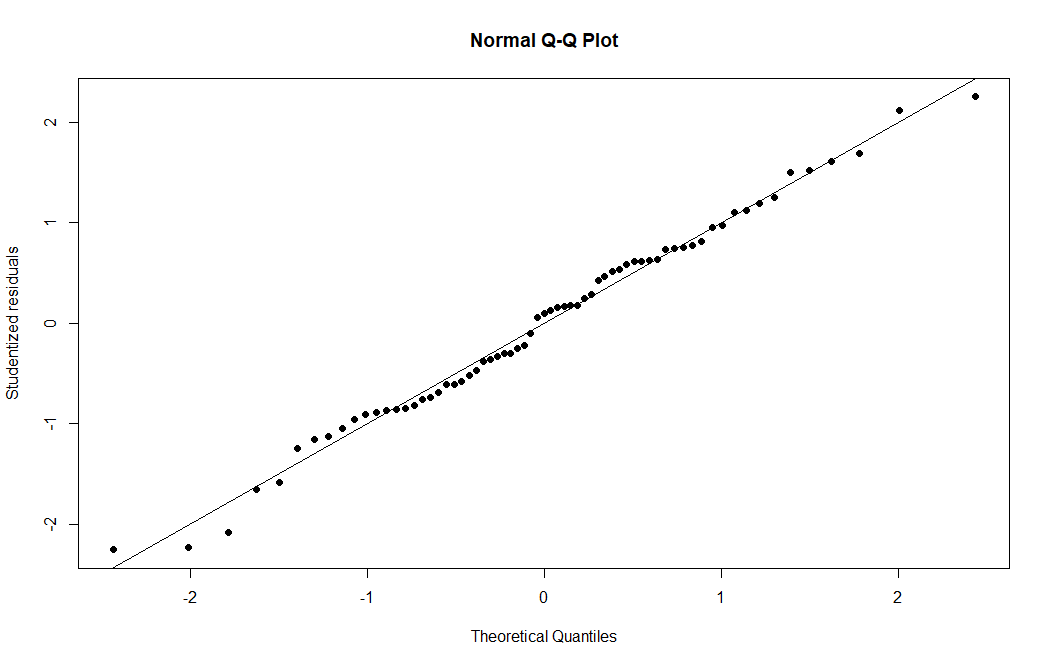 Normal Q-Q Plot
2
1
0
-1
-2
Studentized residuals
-2 -1 0 1 2
Theoretical Quantiles